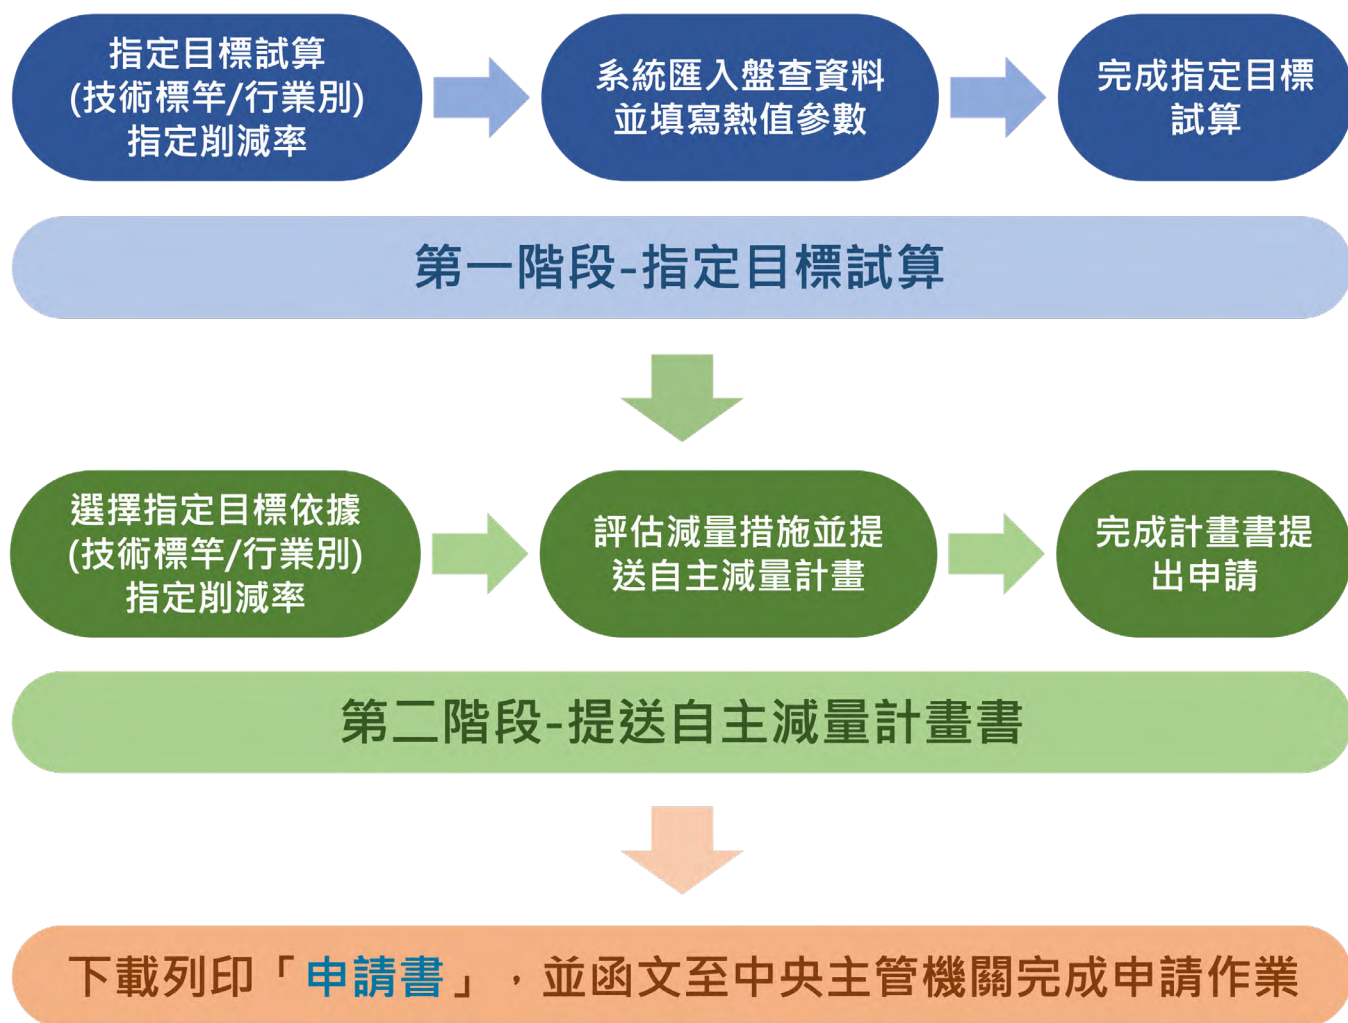 指定目標試算
(技術標竿/行業別)
指定削減率
系統匯入盤查資料
並填寫熱值參數
完成指定目標
試算
第一階段-指定目標試算
選擇指定目標依據
(技術標竿/行業別)
指定削減率
評估減量措施並提
送自主減量計畫
完成計畫書提
出申請
第二階段-提送自主減量計畫書
下載列印「申請書」，並函文至中央主管機關完成申請作業